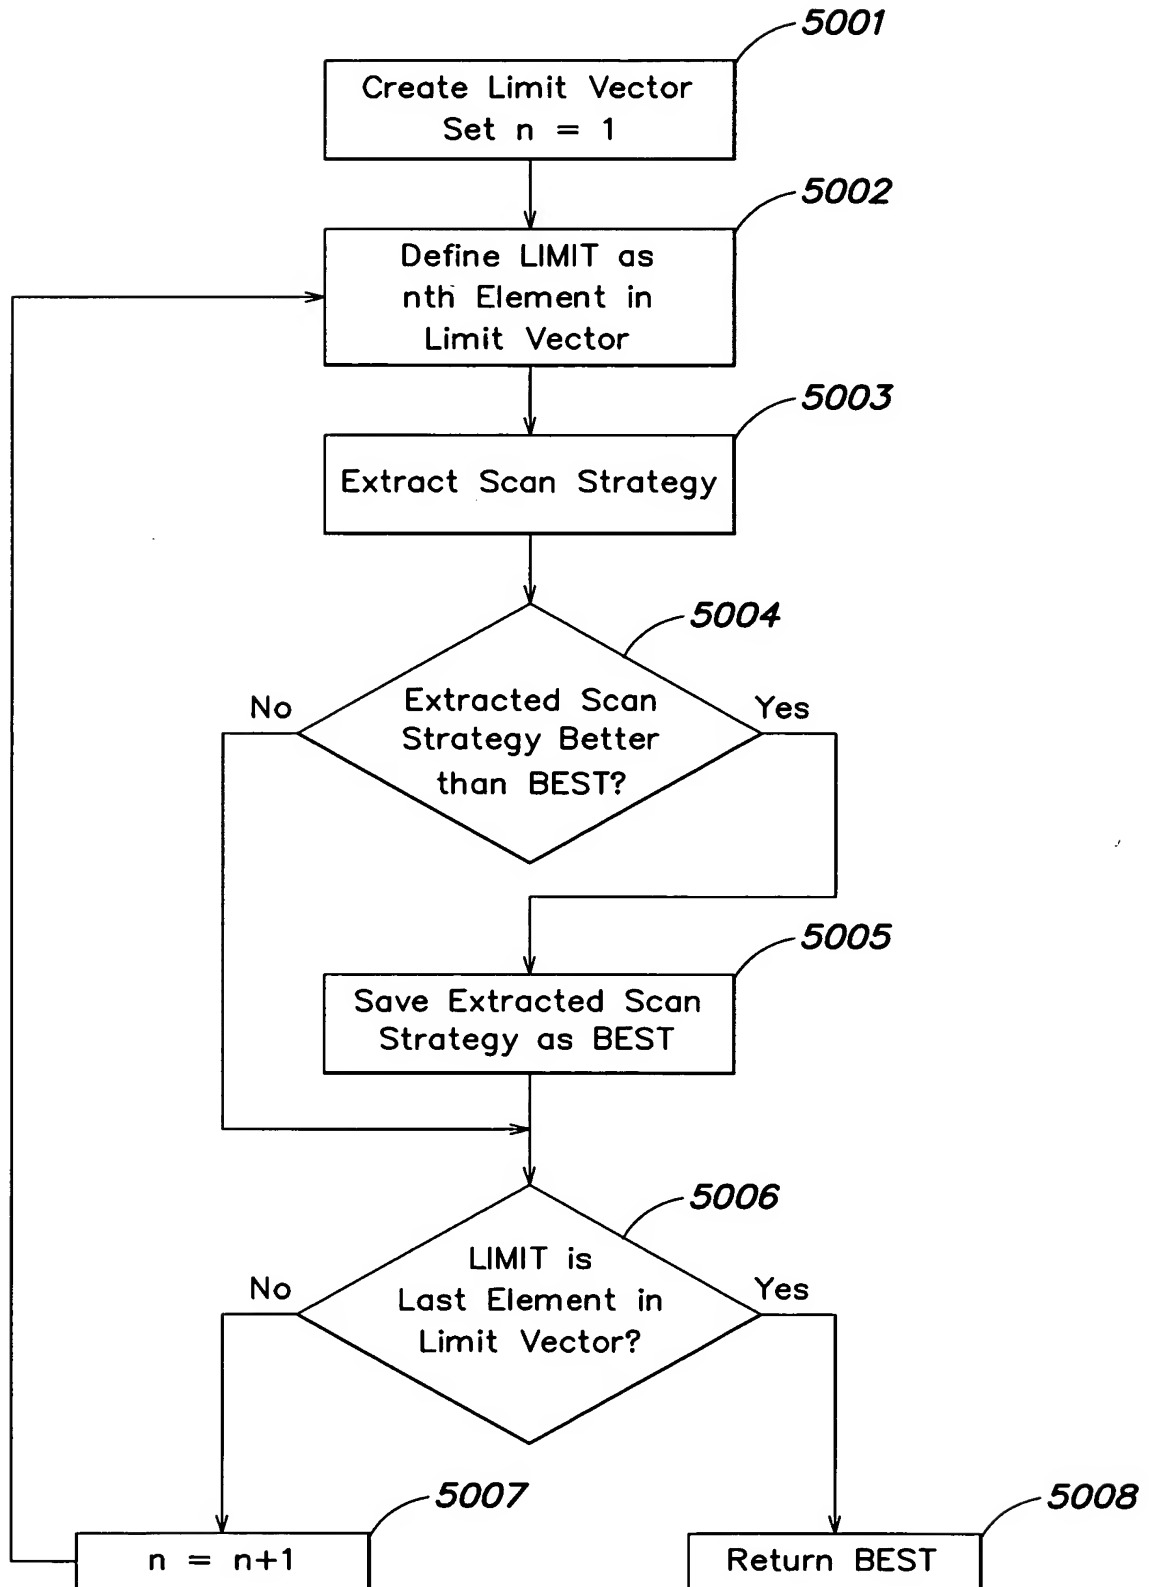 5001
Create Limit Vector
Set n = 1
5002
Define LIMIT as
nth Element in
Limit Vector
5003
Extract Scan Strategy
5004
No
Extracted Scan
Strategy Better
than BEST?
Yes
5005
Save Extracted Scan
Strategy as BEST
5006
No
LIMIT is
Last Element in
Limit Vector?
Yes
5007
n = n+1
5008
Return BEST